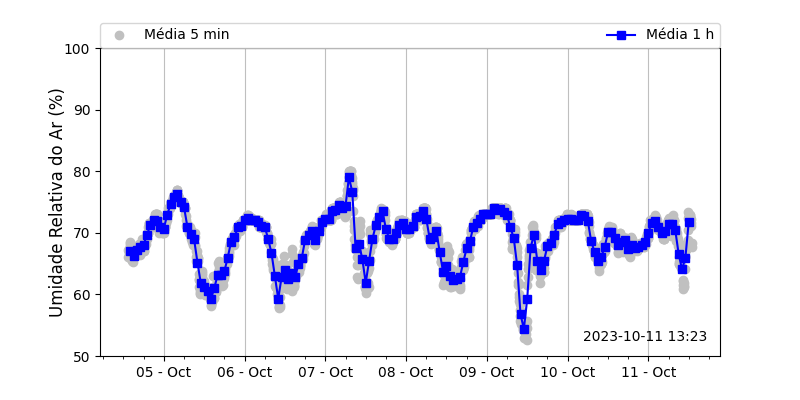 Média 5 min
Média 1 h
Umidade Relativa do Ar (%)
100
90
80
70
60
50
2023-10-11 13:23
05 - Oct
06 - Oct
07 - Oct
08 - Oct
09 - Oct
10 - Oct
11 - Oct